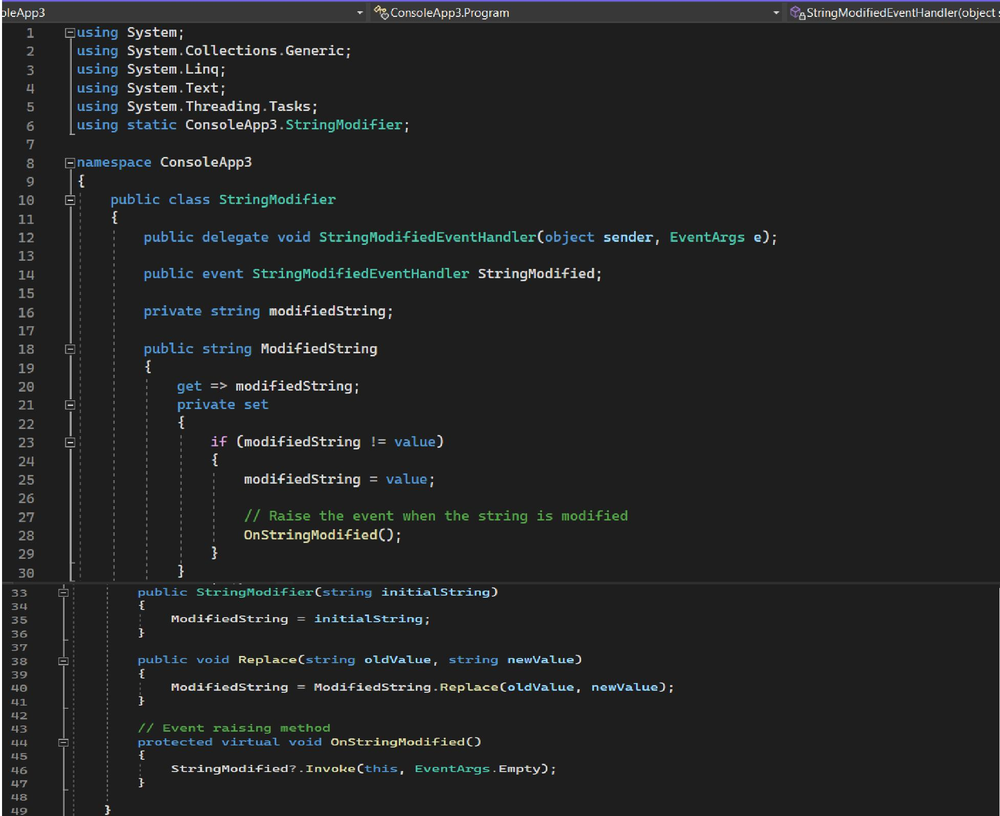 oleApp3 ConsoleApp3.Program StringModifiedEventHandler(object s
1 using System;
2 using System.Collections.Generic;
3 using System.Linq;
4 using System.Text;
5 using System.Threading.Tasks;
6 using static ConsoleApp3.StringModifier;
7
8 namespace ConsoleApp3
9 {
10 public class StringModifier
11 {
12 public delegate void StringModifiedEventHandler(object sender, EventArgs e);
13
14 public event StringModifiedEventHandler StringModified;
15
16 private string modifiedString;
17
18 public string ModifiedString
19 {
20 get => modifiedString;
21 private set
22 {
23 if (modifiedString != value)
24 {
25 modifiedString = value;
26
27 // Raise the event when the string is modified
28 OnStringModified();
29 }
30 }
33 public StringModifier(string initialString)
34 {
35 ModifiedString = initialString;
36 }
37
38 public void Replace(string oldValue, string newValue)
39 {
40 ModifiedString = ModifiedString.Replace(oldValue, newValue);
41 }
42
43 // Event raising method
44 protected virtual void OnStringModified()
45 {
46 StringModified?.Invoke(this, EventArgs.Empty);
47 }
48
49 }